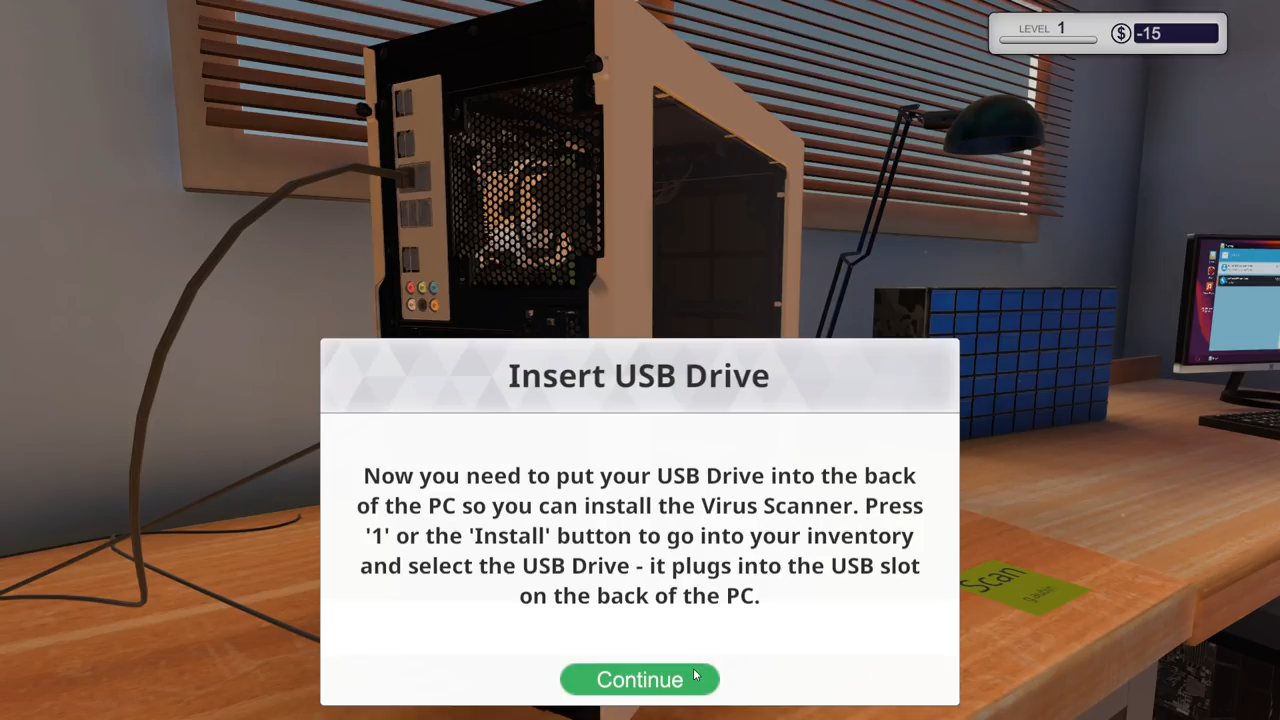 LEVEL 1
$ -15
Insert USB Drive
Now you need to put your USB Drive into the back
of the PC so you can install the Virus Scanner. Press
'1' or the 'Install' button to go into your inventory
and select the USB Drive - it plugs into the USB slot
on the back of the PC.
Scan
Continue